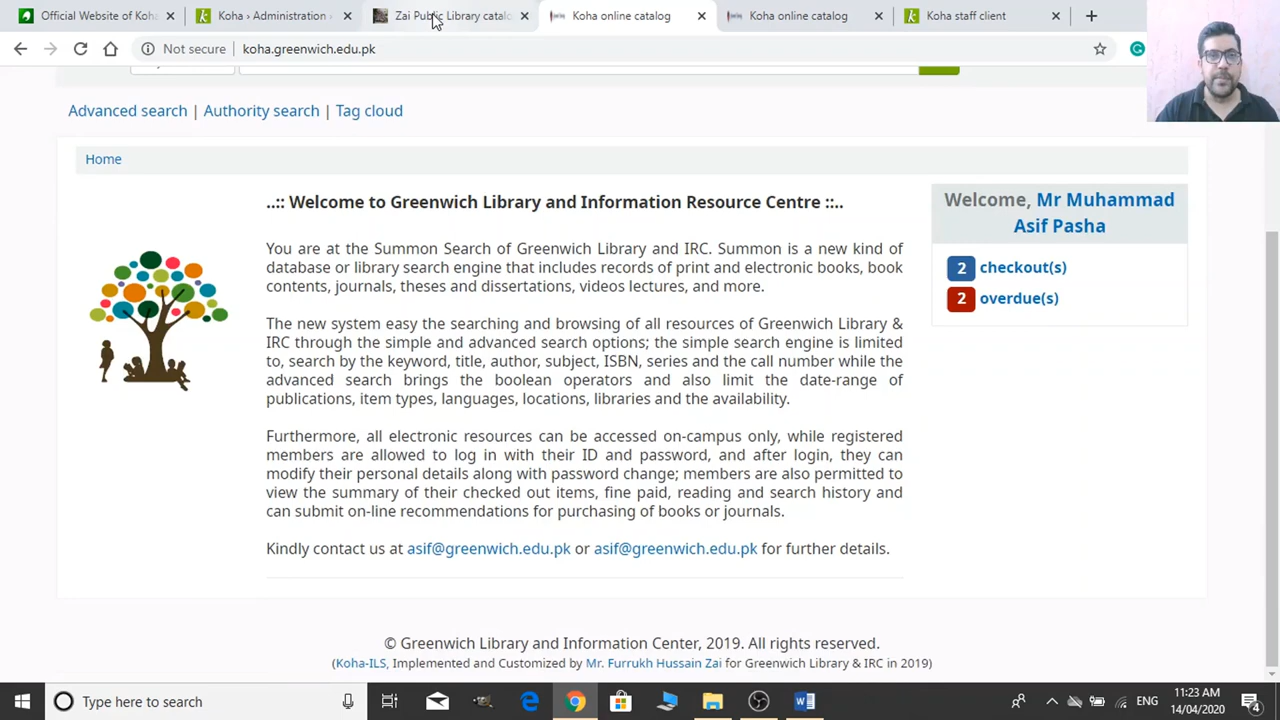 Official Website of Koha
Koha › Administration ›
Zai Public Library catalo
Koha online catalog
Koha online catalog
Koha staff client
Not secure | koha.greenwich.edu.pk
Advanced search | Authority search | Tag cloud
Home
..:: Welcome to Greenwich Library and Information Resource Centre ::..
You are at the Summon Search of Greenwich Library and IRC. Summon is a new kind of
database or library search engine that includes records of print and electronic books, book
contents, journals, theses and dissertations, videos lectures, and more.
The new system easy the searching and browsing of all resources of Greenwich Library &
IRC through the simple and advanced search options; the simple search engine is limited
to, search by the keyword, title, author, subject, ISBN, series and the call number while the
advanced search brings the boolean operators and also limit the date-range of
publications, item types, languages, locations, libraries and the availability.
Furthermore, all electronic resources can be accessed on-campus only, while registered
members are allowed to log in with their ID and password, and after login, they can
modify their personal details along with password change; members are also permitted to
view the summary of their checked out items, fine paid, reading and search history and
can submit on-line recommendations for purchasing of books or journals.
Kindly contact us at asif@greenwich.edu.pk or asif@greenwich.edu.pk for further details.
Welcome, Mr Muhammad
Asif Pasha
2 checkout(s)
2 overdue(s)
© Greenwich Library and Information Center, 2019. All rights reserved.
(Koha-ILS, Implemented and Customized by Mr. Furrukh Hussain Zai for Greenwich Library & IRC in 2019)
Type here to search
ENG
11:23 AM
14/04/2020
4